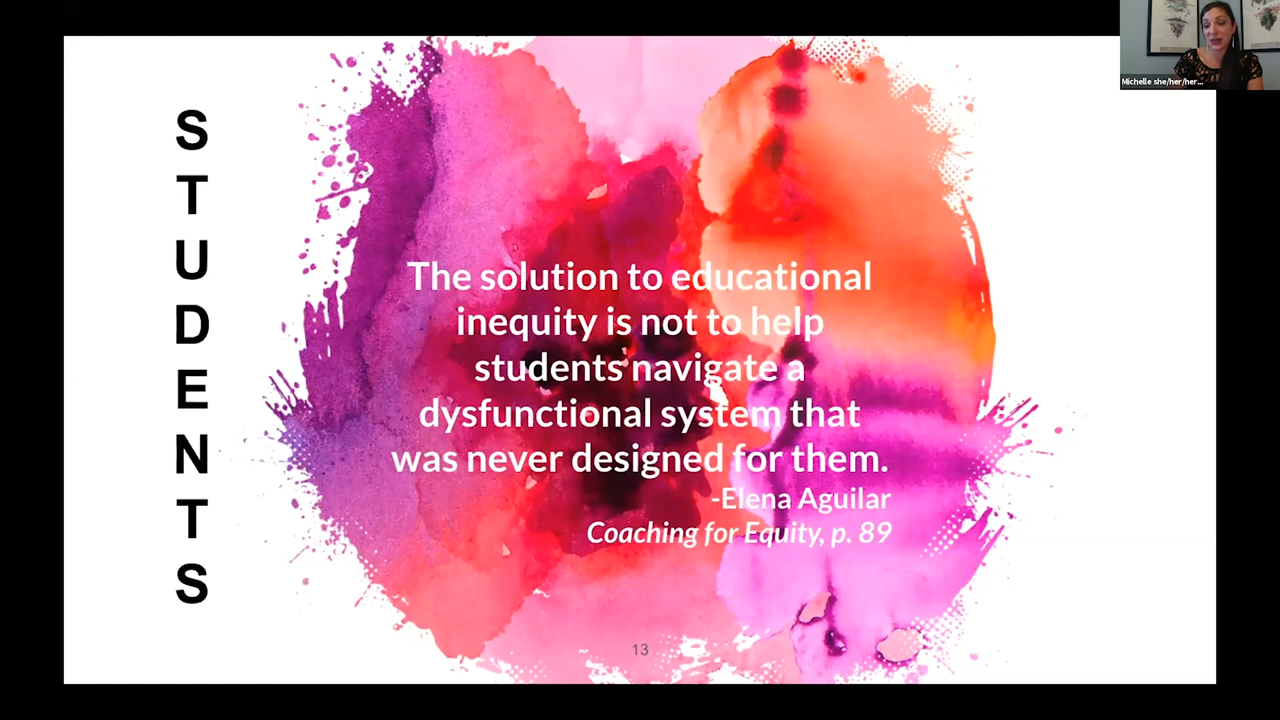 Michelle she/her/her...
S
T
U
D
E
N
T
S
The solution to educational
inequity is not to help
students navigate a
dysfunctional system that
was never designed for them.
-Elena Aguilar
Coaching for Equity, p. 89
13